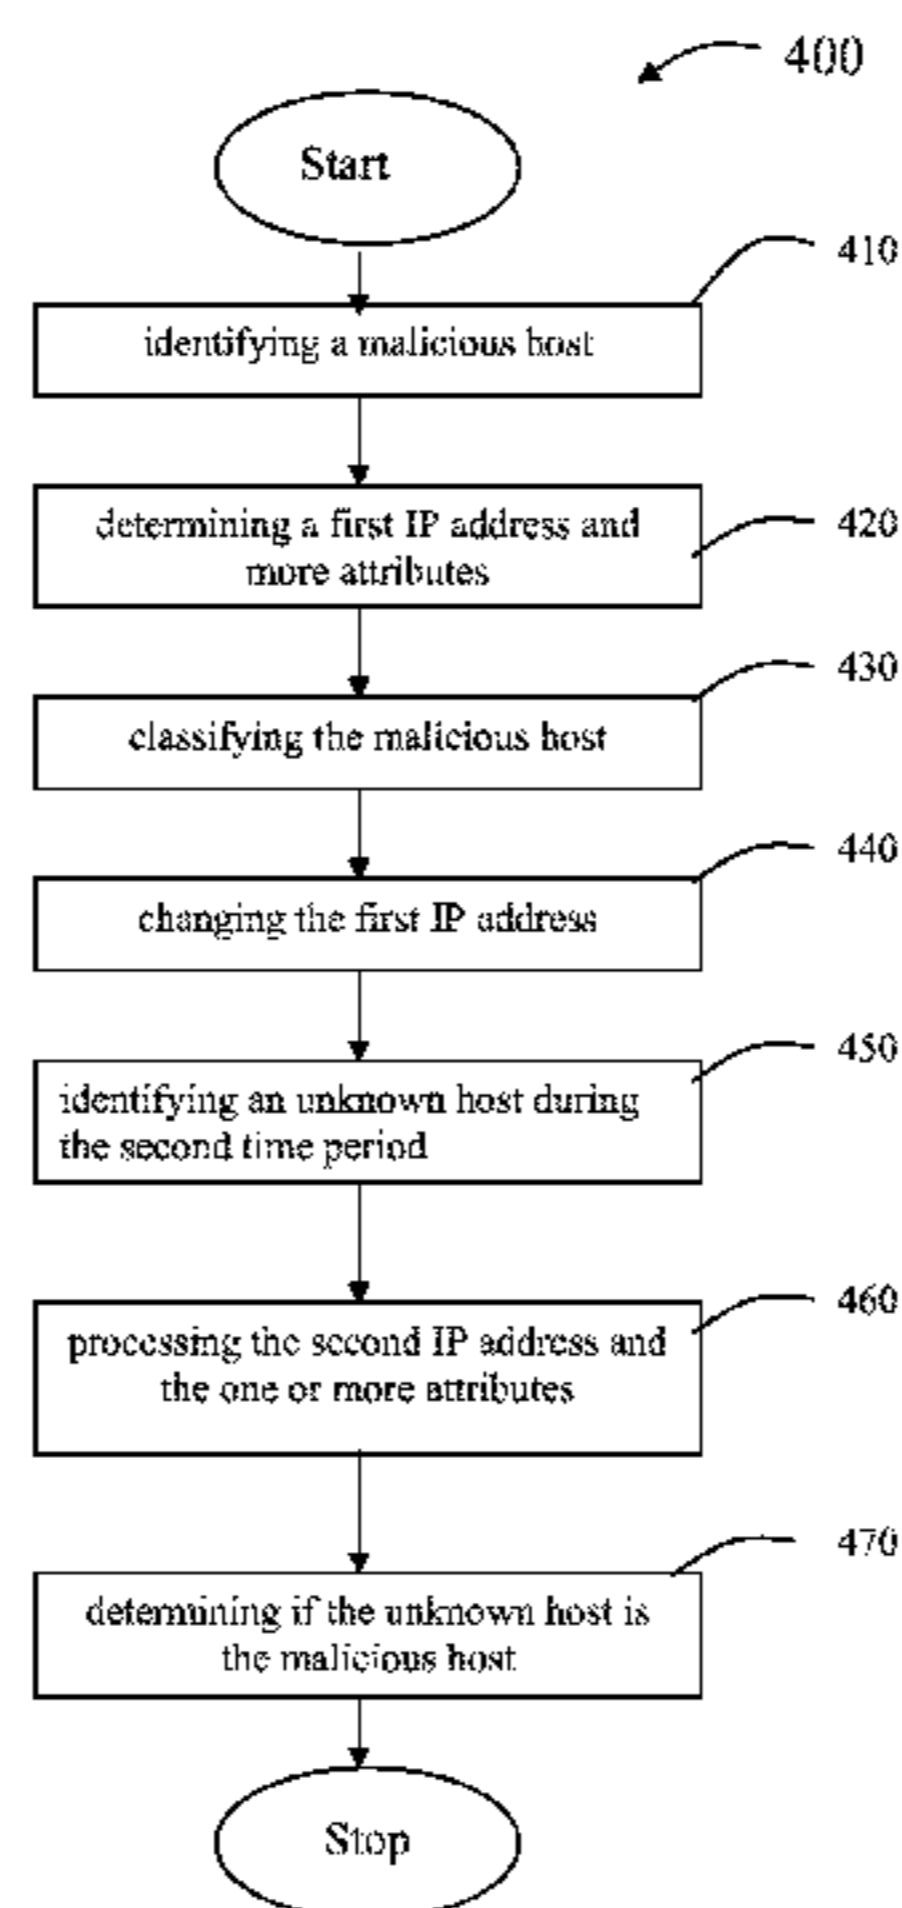 400
Start
410
identifying a malicious host
determining a first IP address and
more attributes
420
430
classifying the malicious host
440
changing the first IP address
450
identifying an unknown host during
the second time period
460
processing the second IP address and
the one or more attributes
470
determining if the unknown host is
the malicious host
Stop